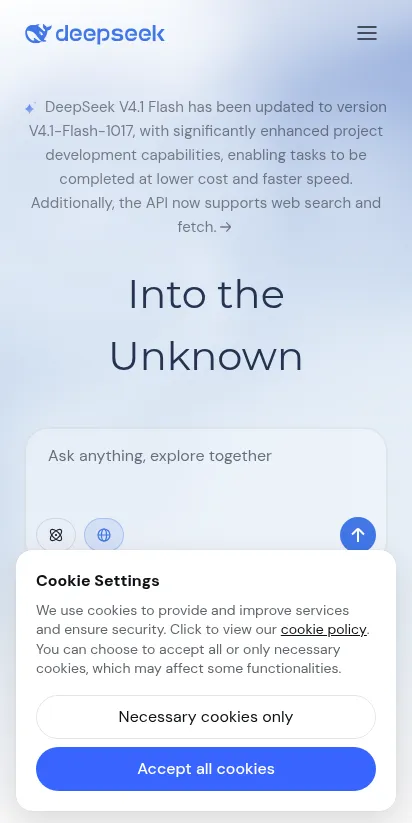 deepseek
DeepSeek V4.1 Flash has been updated to version
V4.1-Flash-1017, with significantly enhanced project
development capabilities, enabling tasks to be
completed at lower cost and faster speed.
Additionally, the API now supports web search and
fetch. →
Into the
Unknown
Ask anything, explore together
Cookie Settings
We use cookies to provide and improve services
and ensure security. Click to view our cookie policy.
You can choose to accept all or only necessary
cookies, which may affect some functionalities.
Necessary cookies only
Accept all cookies